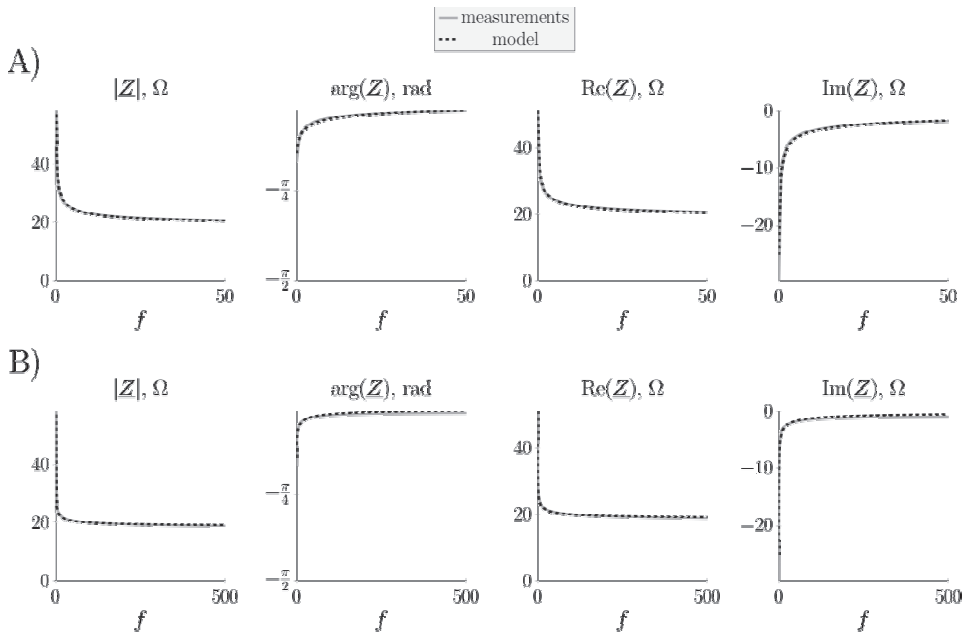 measurements
model
A)
|Z|, Ω
arg(Z), rad
Re(Z), Ω
Im(Z), Ω
40
20
0
0
50
f
−π/4
−π/2
0
50
f
40
20
0
0
50
f
0
−10
−20
0
50
f
B)
|Z|, Ω
arg(Z), rad
Re(Z), Ω
Im(Z), Ω
40
20
0
0
500
f
−π/4
−π/2
0
500
f
40
20
0
0
500
f
0
−10
−20
0
500
f